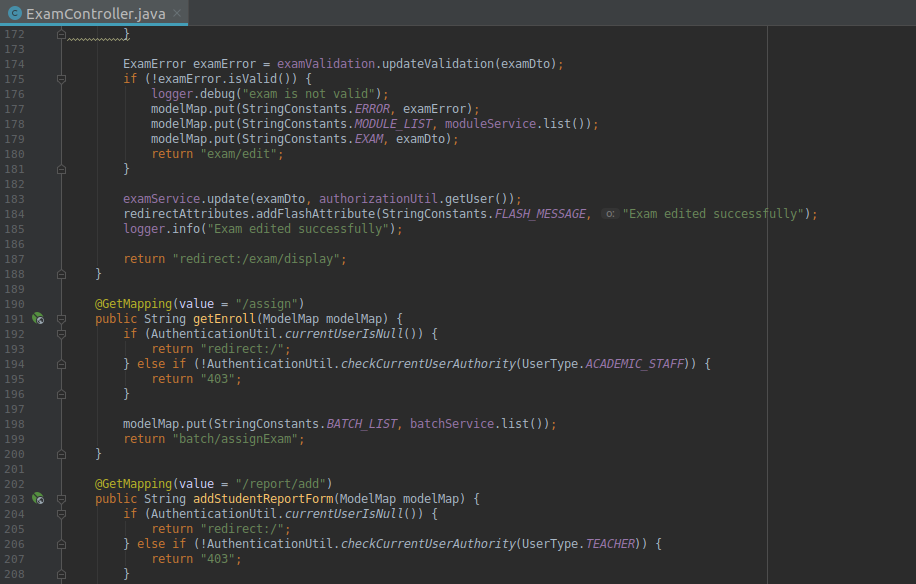 ExamController.java
172 }
173
174 ExamError examError = examValidation.updateValidation(examDto);
175 if (!examError.isValid()) {
176 logger.debug("exam is not valid");
177 modelMap.put(StringConstants.ERROR, examError);
178 modelMap.put(StringConstants.MODULE_LIST, moduleService.list());
179 modelMap.put(StringConstants.EXAM, examDto);
180 return "exam/edit";
181 }
182
183 examService.update(examDto, authorizationUtil.getUser());
184 redirectAttributes.addFlashAttribute(StringConstants.FLASH_MESSAGE, o: "Exam edited successfully");
185 logger.info("Exam edited successfully");
186
187 return "redirect:/exam/display";
188 }
189
190 @GetMapping(value = "/assign")
191 public String getEnroll(ModelMap modelMap) {
192 if (AuthenticationUtil.currentUserIsNull()) {
193 return "redirect:/";
194 } else if (!AuthenticationUtil.checkCurrentUserAuthority(UserType.ACADEMIC_STAFF)) {
195 return "403";
196 }
197
198 modelMap.put(StringConstants.BATCH_LIST, batchService.list());
199 return "batch/assignExam";
200 }
201
202 @GetMapping(value = "/report/add")
203 public String addStudentReportForm(ModelMap modelMap) {
204 if (AuthenticationUtil.currentUserIsNull()) {
205 return "redirect:/";
206 } else if (!AuthenticationUtil.checkCurrentUserAuthority(UserType.TEACHER)) {
207 return "403";
208 }